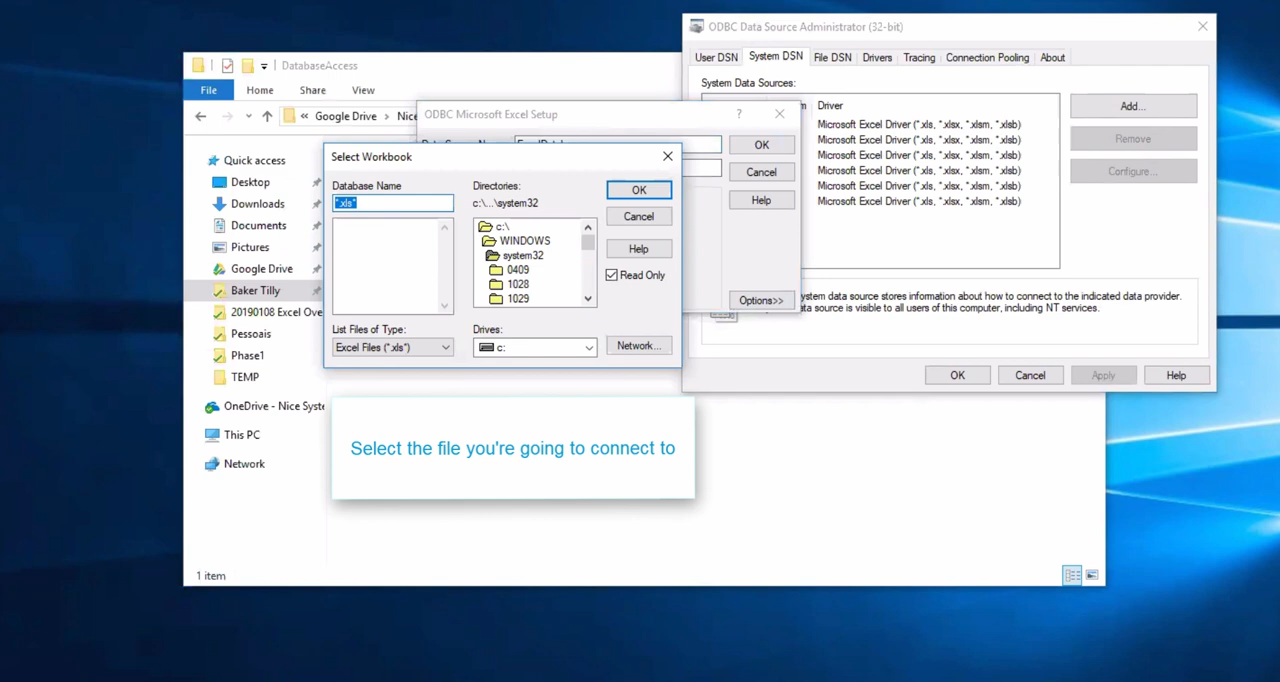 ODBC Data Source Administrator (32-bit)
User DSN System DSN File DSN Drivers Tracing Connection Pooling About
System Data Sources:
Driver
Microsoft Excel Driver (*.xls, *.xlsx, *.xlsm, *.xlsb)
Microsoft Excel Driver (*.xls, *.xlsx, *.xlsm, *.xlsb)
Microsoft Excel Driver (*.xls, *.xlsx, *.xlsm, *.xlsb)
Microsoft Excel Driver (*.xls, *.xlsx, *.xlsm, *.xlsb)
Microsoft Excel Driver (*.xls, *.xlsx, *.xlsm, *.xlsb)
Microsoft Excel Driver (*.xls, *.xlsx, *.xlsm, *.xlsb)
Add...
Remove
Configure...
ystem data source stores information about how to connect to the indicated data provider.
ata source is visible to all users of this computer, including NT services.
OK Cancel Apply Help
DatabaseAccess
File Home Share View
« Google Drive > Nice
Quick access
Desktop
Downloads
Documents
Pictures
Google Drive
Baker Tilly
20190108 Excel Ove
Pessoais
Phase1
TEMP
OneDrive - Nice Syste
This PC
Network
1 item
ODBC Microsoft Excel Setup
?
OK
Cancel
Help
Options>>
Select Workbook
Database Name
*.xls*
List Files of Type:
Excel Files (*.xls*)
Directories:
c:\...\system32
c:\
WINDOWS
system32
0409
1028
1029
Drives:
c:
OK
Cancel
Help
Read Only
Network...
Select the file you're going to connect to